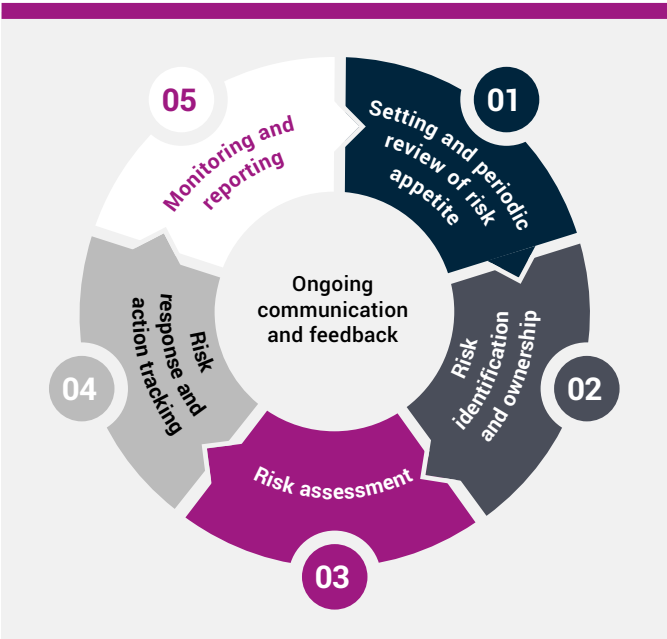 01
Setting and periodic
review of risk
appetite
02
Risk
identification
and ownership
03
Risk assessment
04
Risk
response and
action tracking
05
Monitoring and
reporting
Ongoing
communication
and feedback